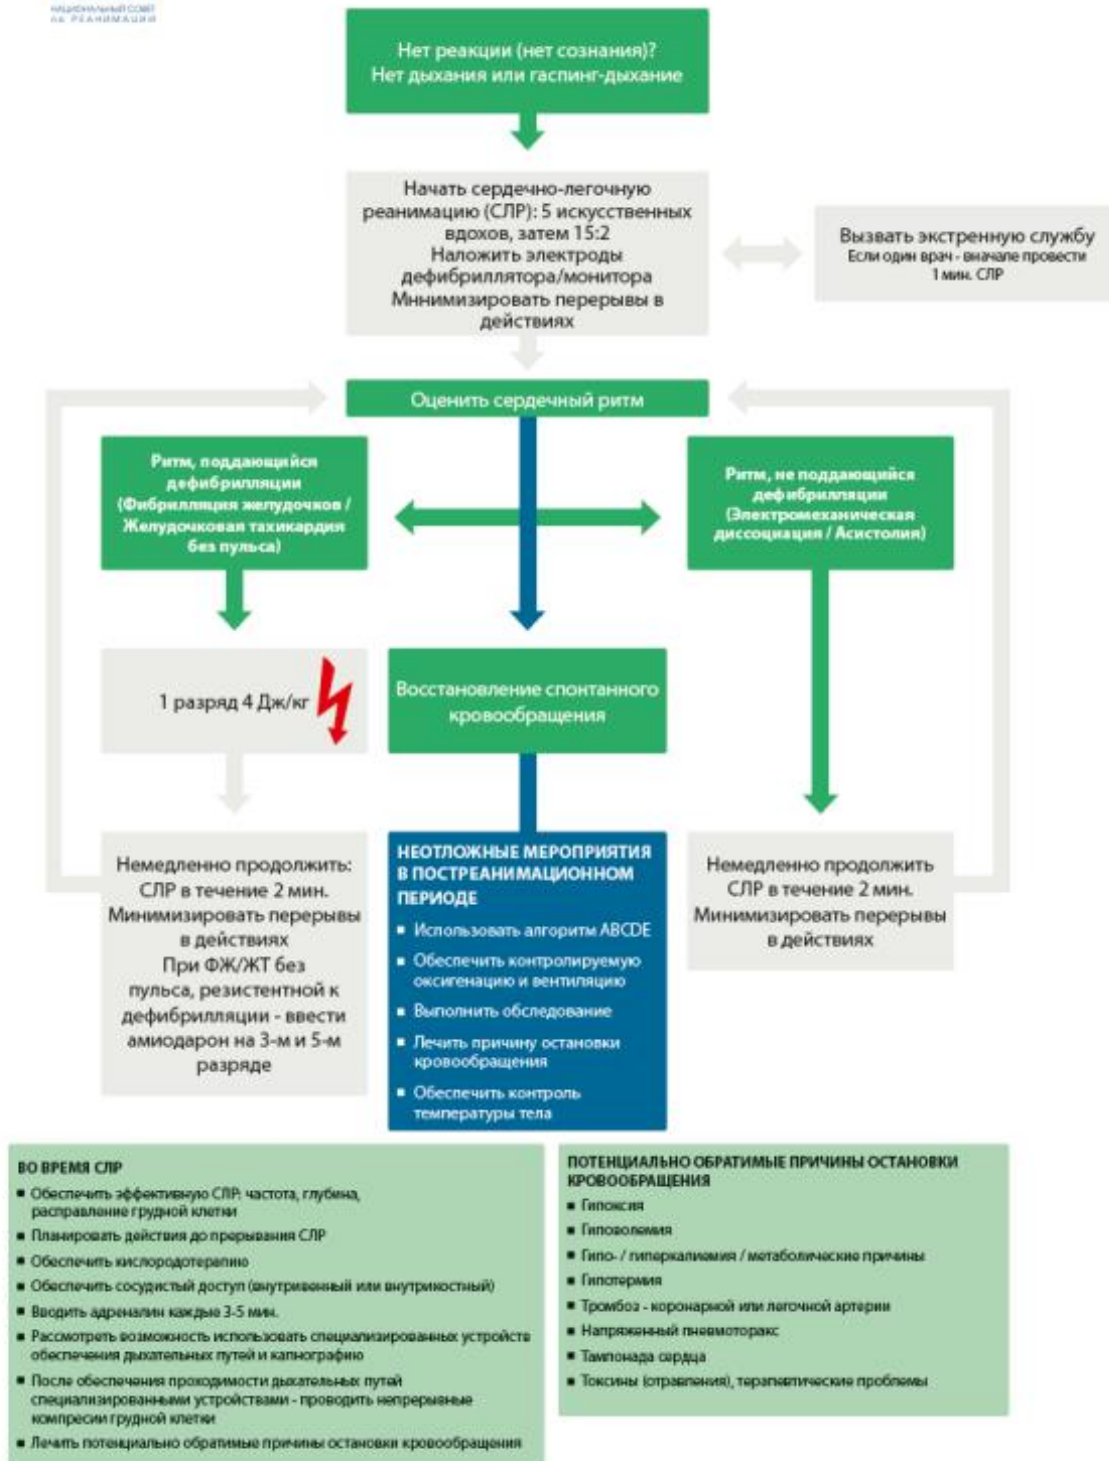 НАЦИОНАЛЬНЫЙ СОВЕТ
ПО РЕАНИМАЦИИ
Нет реакции (нет сознания)?
Нет дыхания или гаспинг-дыхание
Начать сердечно-легочную
реанимацию (СЛР): 5 искусственных
вдохов, затем 15:2
Наложить электроды
дефибриллятора/монитора
Мннимизировать перерывы в
действиях
Вызвать экстренную службу
Если один врач - вначале провести
1 мин. СЛР
Оценить сердечный ритм
Ритм, поддающийся
дефибрилляции
(Фибрилляция желудочков /
Желудочковая тахикардия
без пульса)
Ритм, не поддающийся
дефибрилляции
(Электромеханическая
диссоциация / Асистолия)
1 разряд 4 Дж/кг
Восстановление спонтанного
кровообращения
Немедленно продолжить:
СЛР в течение 2 мин.
Минимизировать перерывы
в действиях
При ФЖ/ЖТ без
пульса, резистентной к
дефибрилляции - ввести
амиодарон на 3-м и 5-м
разряде
НЕОТЛОЖНЫЕ МЕРОПРИЯТИЯ
В ПОСТРЕАНИМАЦИОННОМ
ПЕРИОДЕ
▪ Использовать алгоритм ABCDE
▪ Обеспечить контролируемую
оксигенацию и вентиляцию
▪ Выполнить обследование
▪ Лечить причину остановки
кровообращения
▪ Обеспечить контроль
температуры тела
Немедленно продолжить
СЛР в течение 2 мин.
Минимизировать перерывы
в действиях
ВО ВРЕМЯ СЛР
▪ Обеспечить эффективную СЛР: частота, глубина,
расправление грудной клетки
▪ Планировать действия до прерывания СЛР
▪ Обеспечить кислородотерапию
▪ Обеспечить сосудистый доступ (внутривенный или внутрикостный)
▪ Вводить адреналин каждые 3-5 мин.
▪ Рассмотреть возможность использовать специализированных устройств
обеспечения дыхательных путей и капнографию
▪ После обеспечения проходимости дыхательных путей
специализированными устройствами - проводить непрерывные
компресии грудной клетки
▪ Лечить потенциально обратимые причины остановки кровообращения
ПОТЕНЦИАЛЬНО ОБРАТИМЫЕ ПРИЧИНЫ ОСТАНОВКИ
КРОВООБРАЩЕНИЯ
▪ Гипоксия
▪ Гиповолемия
▪ Гипо- / гиперкалиемия / метаболические причины
▪ Гипотермия
▪ Тромбоз - коронарной или легочной артерии
▪ Напряженный пневмоторакс
▪ Тампонада сердца
▪ Токсины (отравления), терапевтические проблемы